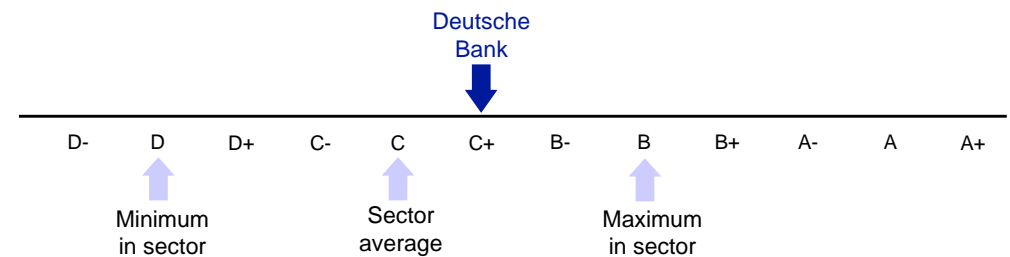 Deutsche
Bank
D- D D+ C- C C+ B- B B+ A- A A+
Minimum
in sector
Sector
average
Maximum
in sector